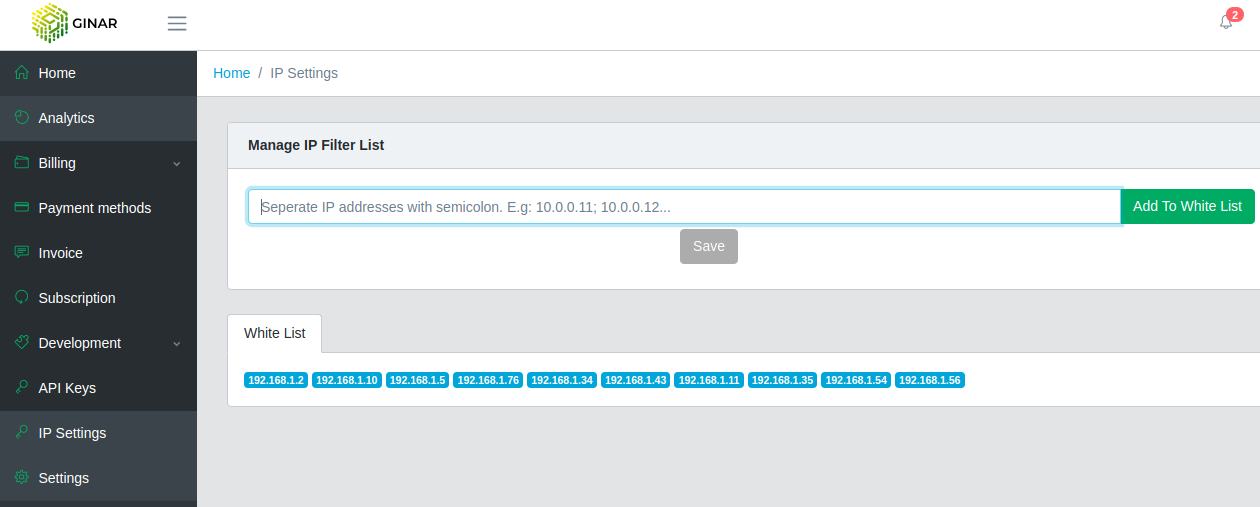 GINAR
2
Home
Analytics
Billing
Payment methods
Invoice
Subscription
Development
API Keys
IP Settings
Settings
Home / IP Settings
Manage IP Filter List
Seperate IP addresses with semicolon. E.g: 10.0.0.11; 10.0.0.12...
Add To White List
Save
White List
192.168.1.2 192.168.1.10 192.168.1.5 192.168.1.76 192.168.1.34 192.168.1.43 192.168.1.11 192.168.1.35 192.168.1.54 192.168.1.56